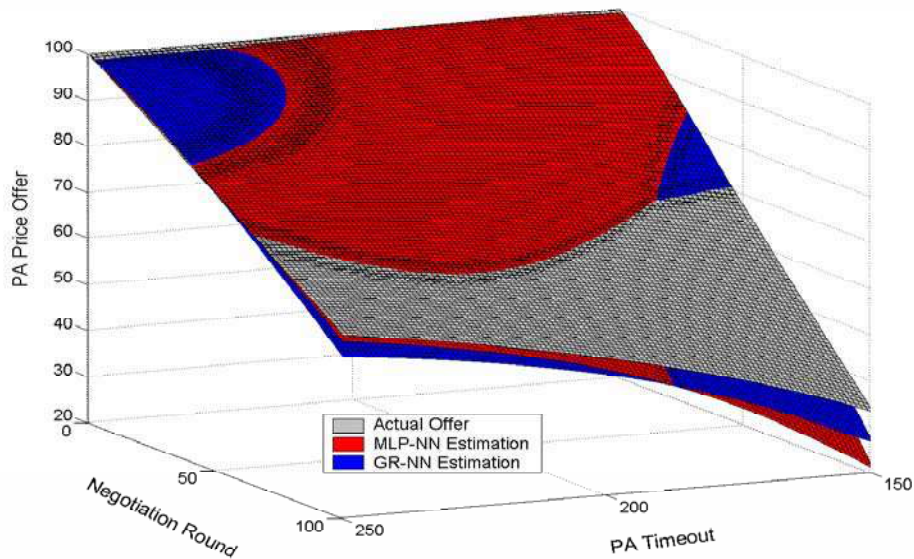 100
90
80
70
60
50
40
30
20
PA Price Offer
0
50
100
Negotiation Round
250
200
150
PA Timeout
Actual Offer
MLP-NN Estimation
GR-NN Estimation